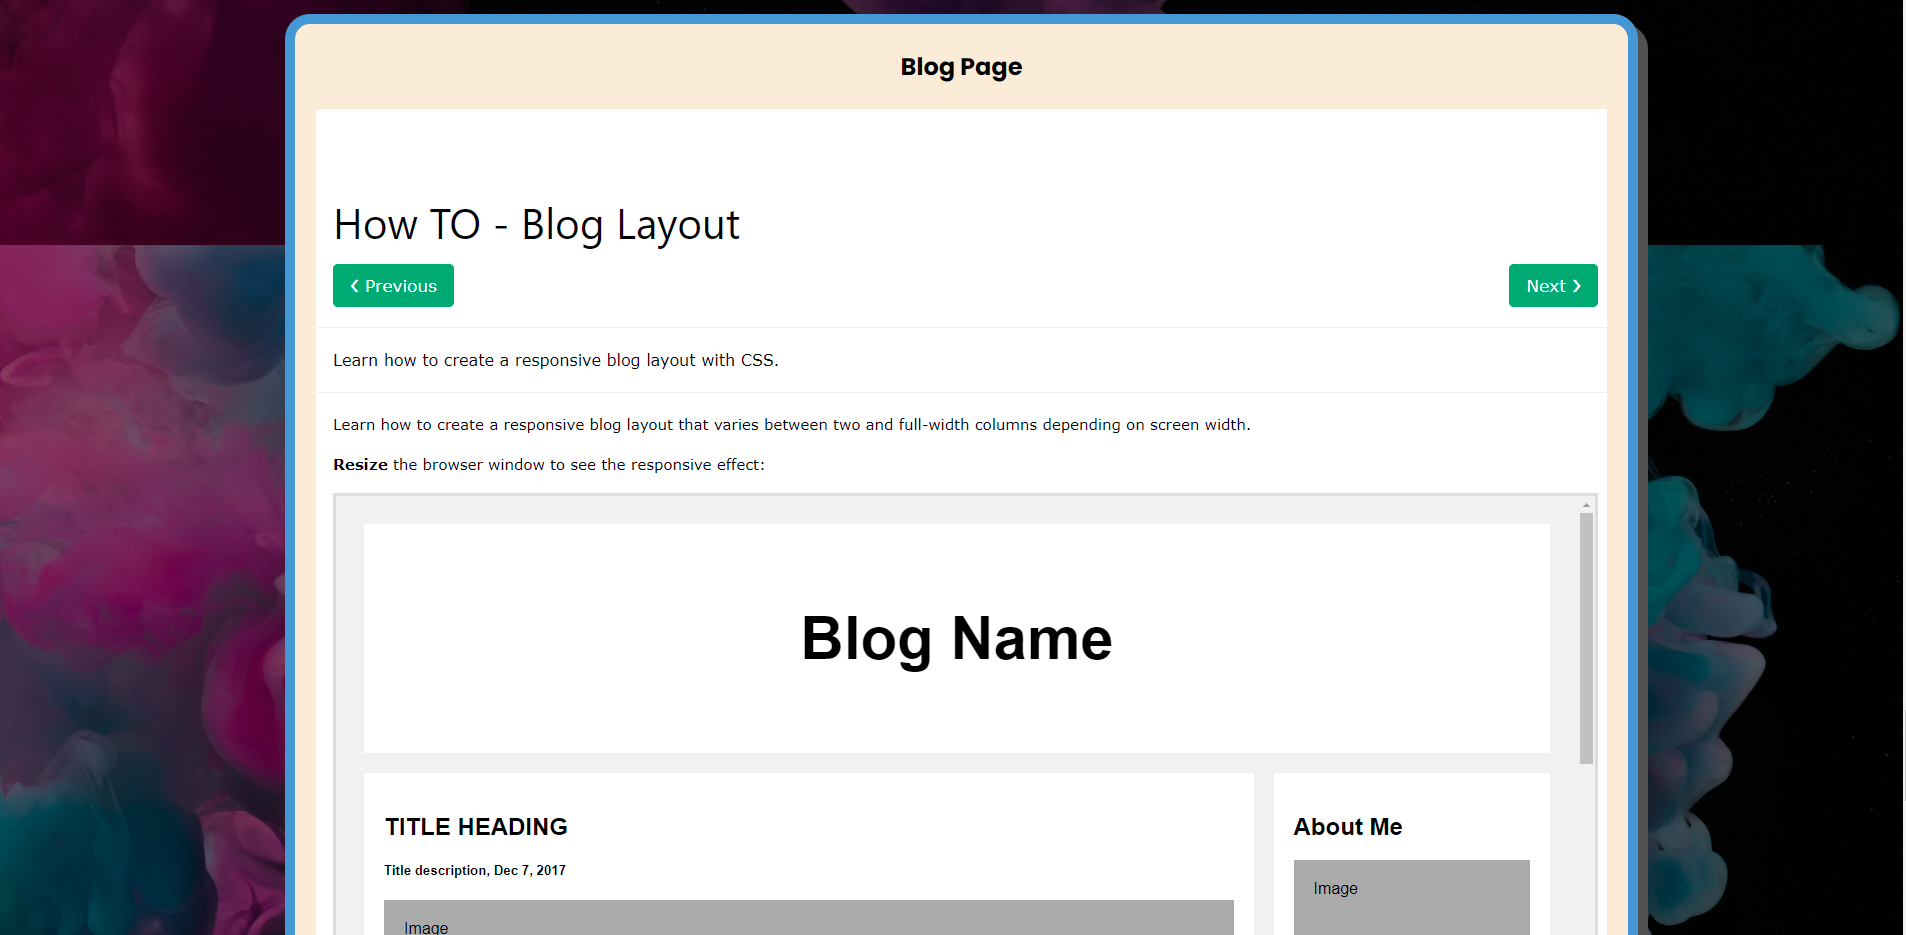 Blog Page
How TO - Blog Layout
❮ Previous
Next ❯
Learn how to create a responsive blog layout with CSS.
Learn how to create a responsive blog layout that varies between two and full-width columns depending on screen width.
Resize the browser window to see the responsive effect:
Blog Name
TITLE HEADING
Title description, Dec 7, 2017
Image
About Me
Image